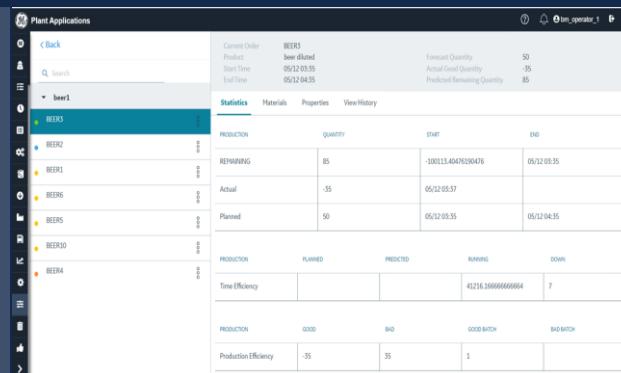 Plant Applications
bm_operator_1
Back
Search
beer1
BEER3
BEER2
BEER1
BEER6
BEER5
BEER10
BEER4
Current Order BEER3
Product beer diluted Forecast Quantity 50
Start Time 05/12 03:35 Actual Good Quantity -35
End Time 05/12 04:35 Predicted Remaining Quantity 85
Statistics Materials Properties View History
PRODUCTION QUANTITY START END
REMAINING 85 -100113.40476190476 05/12 03:35
Actual -35 05/12 03:37
Planned 50 05/12 03:35 05/12 04:35
PRODUCTION PLANNED PREDICTED RUNNING DOWN
Time Efficiency 41216.166666666664 7
PRODUCTION GOOD BAD GOOD BATCH BAD BATCH
Production Efficiency -35 35 1